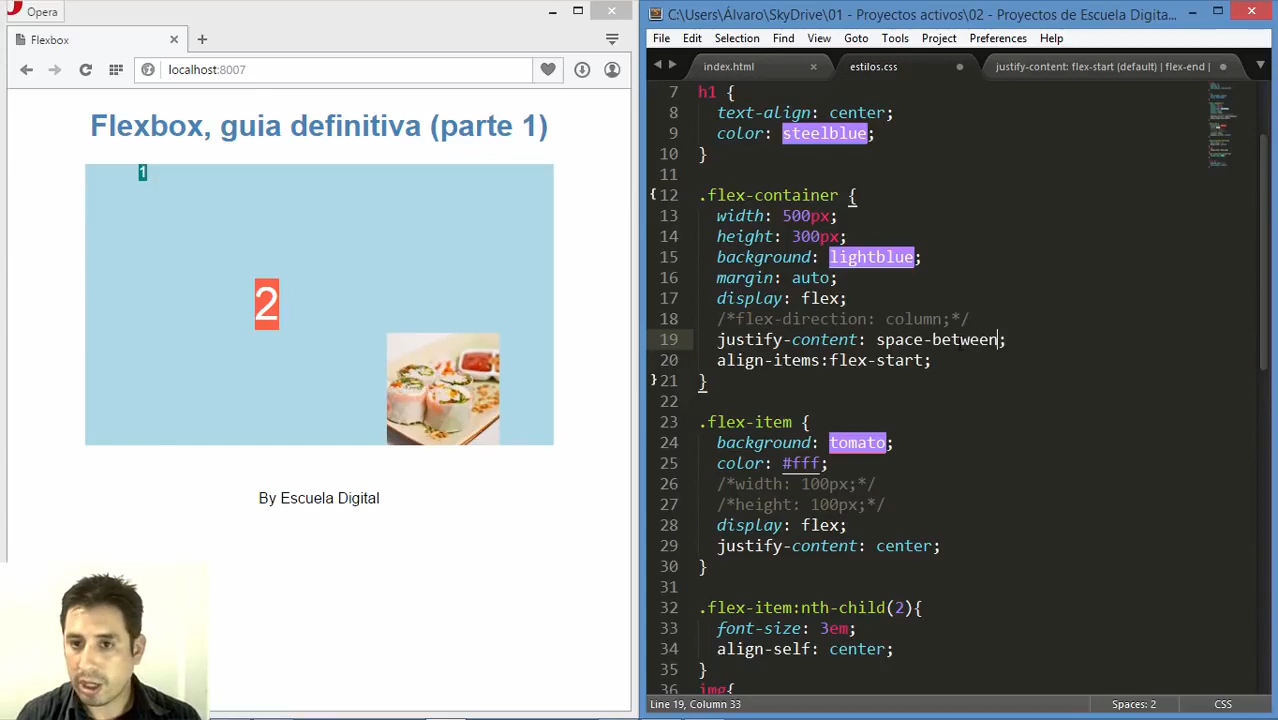 Opera
Flexbox
localhost:8007
Flexbox, guia definitiva (parte 1)
1
2
By Escuela Digital
C:\Users\Álvaro\SkyDrive\01 - Proyectos activos\02 - Proyectos de Escuela Digita...
File Edit Selection Find View Goto Tools Project Preferences Help
index.html estilos.css justify-content: flex-start (default) | flex-end |
7 h1 {
8 text-align: center;
9 color: steelblue;
10 }
11
12 .flex-container {
13 width: 500px;
14 height: 300px;
15 background: lightblue;
16 margin: auto;
17 display: flex;
18 /*flex-direction: column;*/
19 justify-content: space-between;
20 align-items:flex-start;
21 }
22
23 .flex-item {
24 background: tomato;
25 color: #fff;
26 /*width: 100px;*/
27 /*height: 100px;*/
28 display: flex;
29 justify-content: center;
30 }
31
32 .flex-item:nth-child(2){
33 font-size: 3em;
34 align-self: center;
35 }
36 img{
Line 19, Column 33 Spaces: 2 CSS